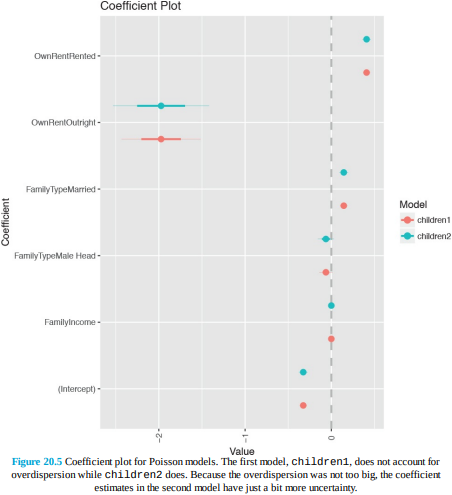 Coefficient Plot
OwnRentRented
OwnRentOutright
FamilyTypeMarried
FamilyTypeMale Head
FamilyIncome
(Intercept)
Coefficient
-2
-1
0
Value
Model
children1
children2
Figure 20.5 Coefficient plot for Poisson models. The first model, children1, does not account for
overdispersion while children2 does. Because the overdispersion was not too big, the coefficient
estimates in the second model have just a bit more uncertainty.